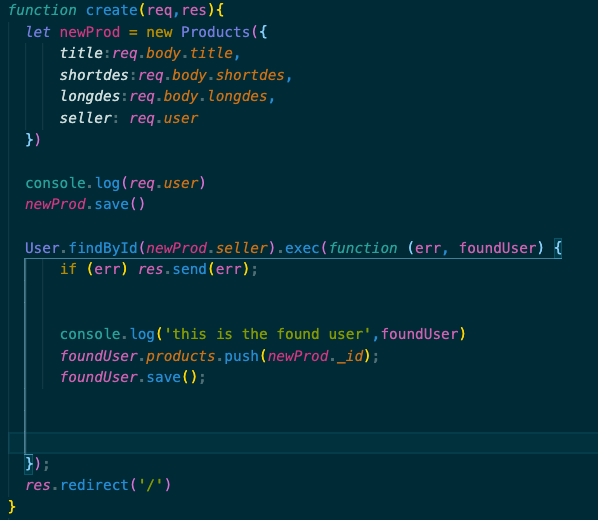 function create(req,res){
let newProd = new Products({
title:req.body.title,
shortdes:req.body.shortdes,
longdes:req.body.longdes,
seller: req.user
})
console.log(req.user)
newProd.save()
User.findById(newProd.seller).exec(function (err, foundUser) {
if (err) res.send(err);
console.log('this is the found user',foundUser)
foundUser.products.push(newProd._id);
foundUser.save();
});
res.redirect('/')
}